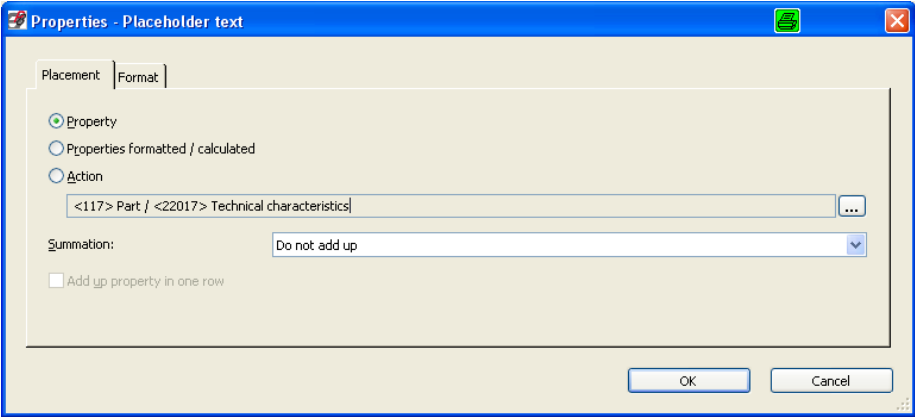 Properties - Placeholder text
Placement
Format
Property
Properties formatted / calculated
Action
<117> Part / <22017> Technical characteristics
...
Summation:
Do not add up
Add up property in one row
OK
Cancel